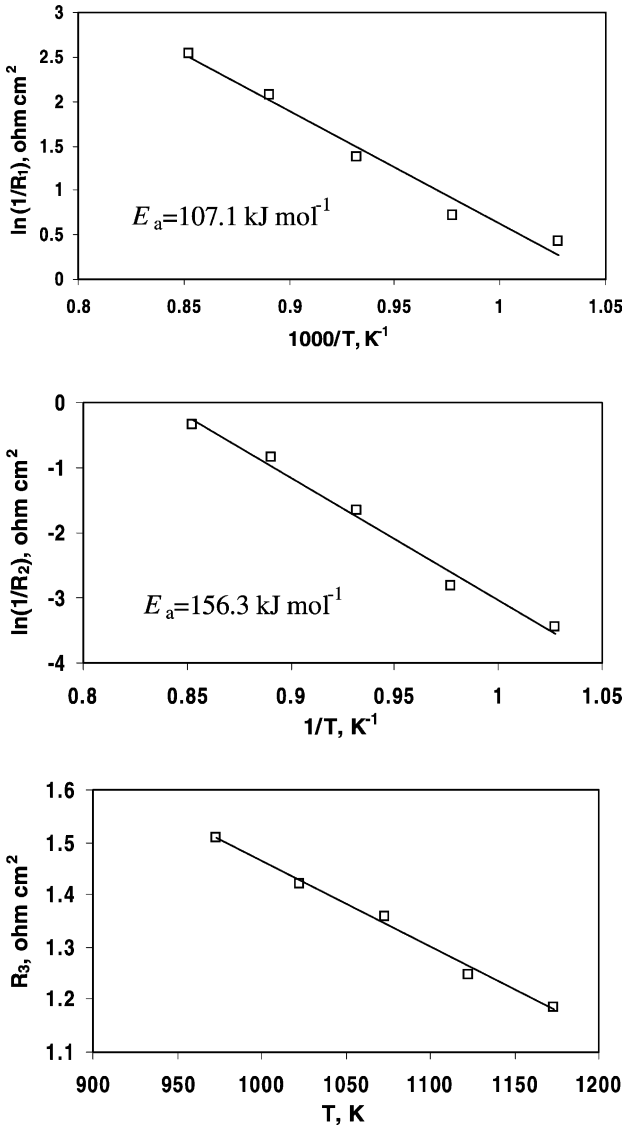 3
2.5
2
1.5
1
0.5
0
ln (1/R₁), ohm cm²
Eₐ=107.1 kJ mol⁻¹
0.8 0.85 0.9 0.95 1 1.05
1000/T, K⁻¹
0
-1
-2
-3
-4
ln(1/R₂), ohm cm²
Eₐ=156.3 kJ mol⁻¹
0.8 0.85 0.9 0.95 1 1.05
1/T, K⁻¹
1.6
1.5
1.4
1.3
1.2
1.1
R₃, ohm cm²
900 950 1000 1050 1100 1150 1200
T, K